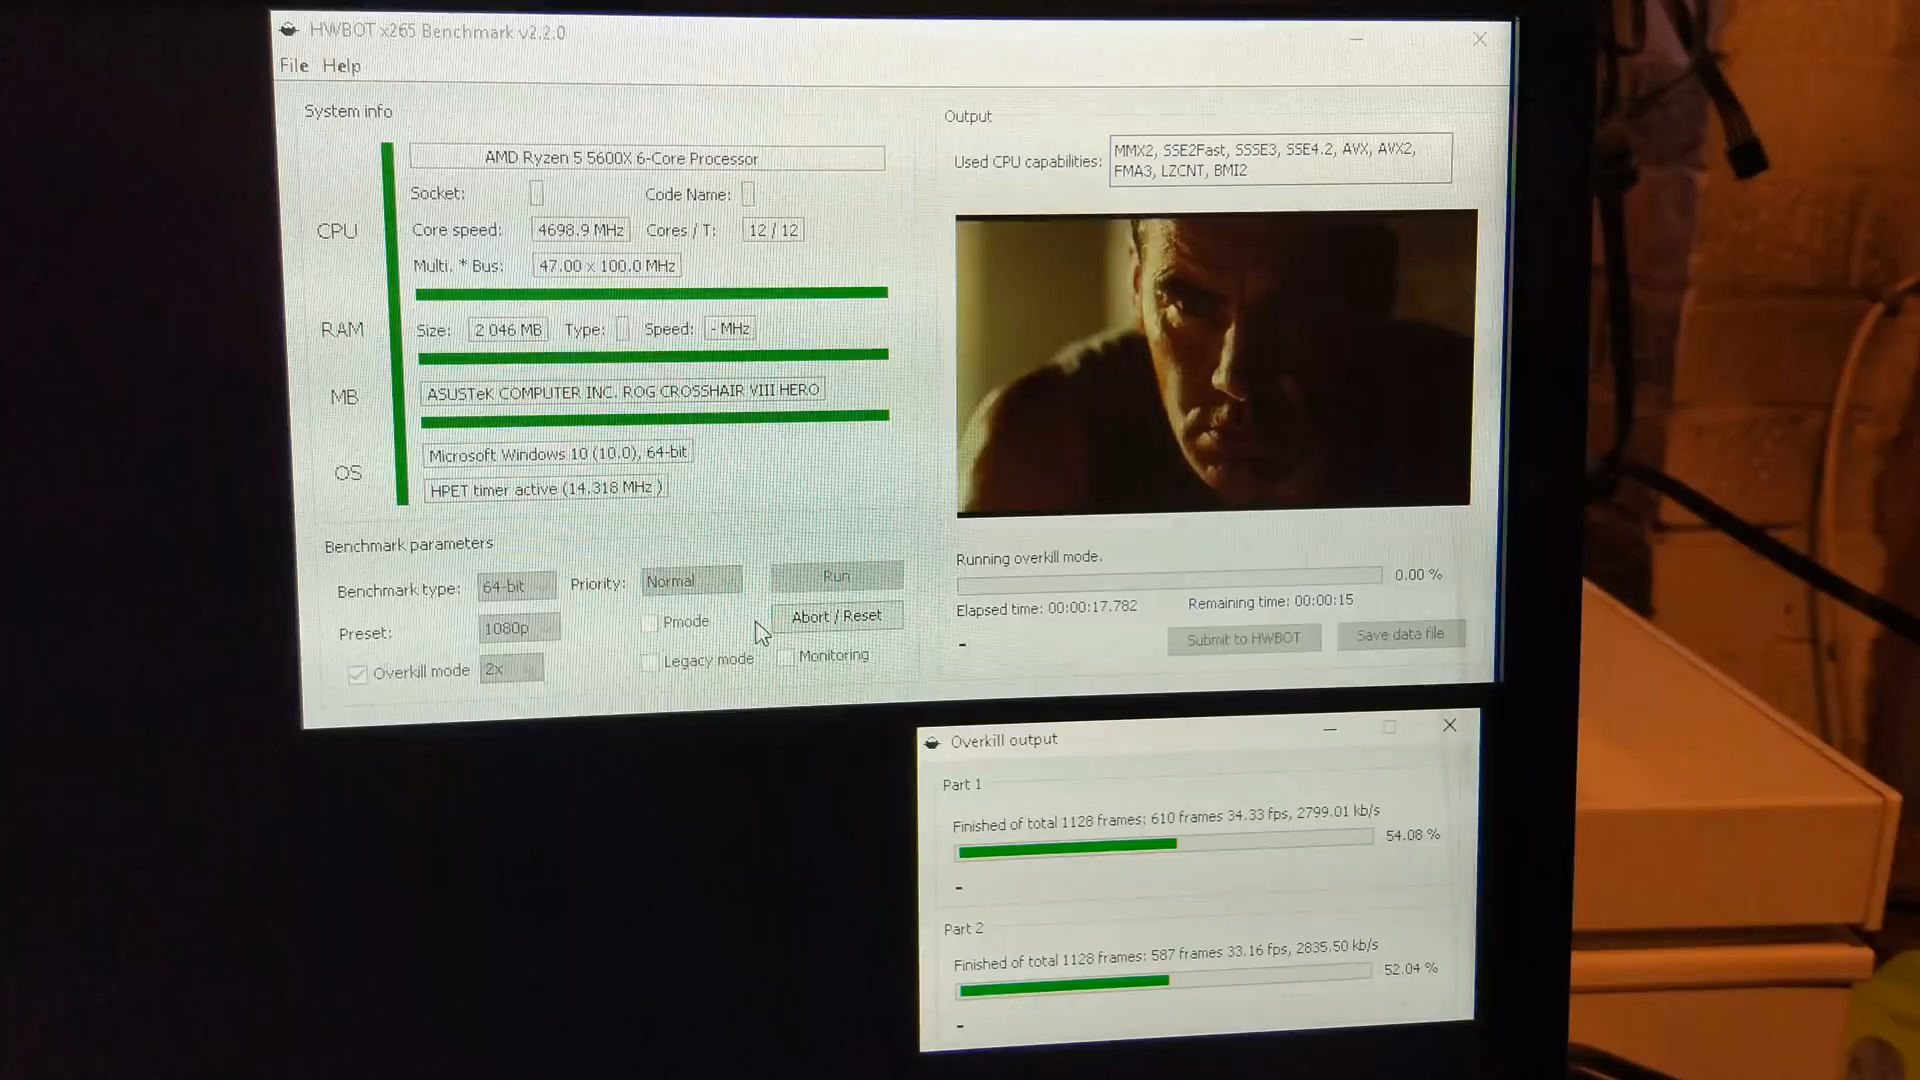 HWBOT x265 Benchmark v2.2.0
File Help
System info
CPU
AMD Ryzen 5 5600X 6-Core Processor
Socket: Code Name:
Core speed: 4698.9 MHz Cores / T: 12 / 12
Multi. * Bus: 47.00 x 100.0 MHz
RAM
Size: 2 046 MB Type: Speed: - MHz
MB
ASUSTeK COMPUTER INC. ROG CROSSHAIR VIII HERO
OS
Microsoft Windows 10 (10.0), 64-bit
HPET timer active (14.318 MHz )
Benchmark parameters
Benchmark type: 64-bit Priority: Normal Run
Preset: 1080p Pmode Abort / Reset
Overkill mode 2x Legacy mode Monitoring
Output
Used CPU capabilities: MMX2, SSE2Fast, SSSE3, SSE4.2, AVX, AVX2,
FMA3, LZCNT, BMI2
Running overkill mode.
0.00 %
Elapsed time: 00:00:17.782 Remaining time: 00:00:15
-
Submit to HWBOT Save data file
Overkill output
Part 1
Finished of total 1128 frames: 610 frames 34.33 fps, 2799.01 kb/s
54.08 %
-
Part 2
Finished of total 1128 frames: 587 frames 33.16 fps, 2835.50 kb/s
52.04 %
-